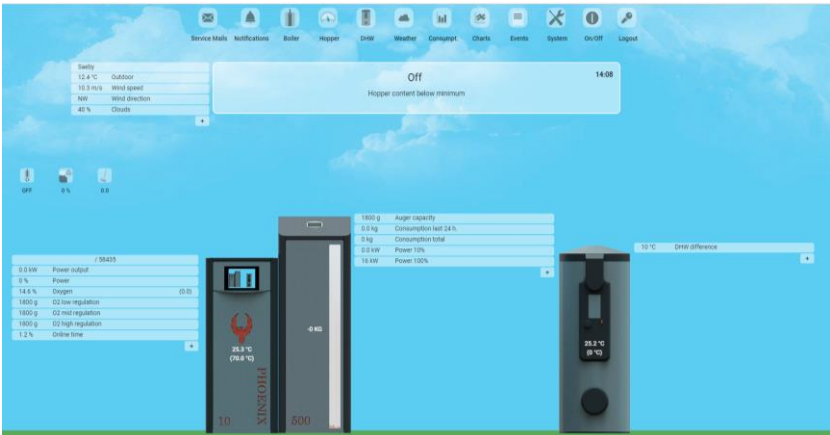 Service Mails Notifications Boiler Hopper DHW Weather Consumpt. Charts Events System On/Off Logout
Saeby
12.4 °C Outdoor
10.3 m/s Wind speed
NW Wind direction
40 % Clouds
+
Off
14:08
Hopper content below minimum
OFF 0 % 0.0
/ 58435
0.0 kW Power output
0 % Power
14.6 % Oxygen (0.0)
1800 g O2 low regulation
1800 g O2 mid regulation
1800 g O2 high regulation
1.2 % Online time
+
25.3 °C
(70.0 °C)
PHOENIX
10
-0 KG
500
1800 g Auger capacity
0.0 kg Consumption last 24 h.
0 kg Consumption total
0.0 kW Power 10%
16 kW Power 100%
+
25.2 °C
(0 °C)
10 °C DHW difference
+